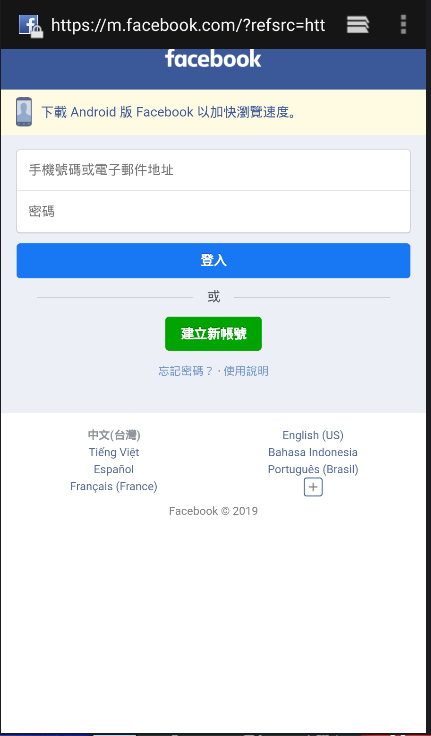 https://m.facebook.com/?refsrc=htt
facebook
下載 Android 版 Facebook 以加快瀏覽速度。
手機號碼或電子郵件地址
密碼
登入
或
建立新帳號
忘記密碼？ · 使用說明
中文(台灣)
English (US)
Tiếng Việt
Bahasa Indonesia
Español
Português (Brasil)
Français (France)
Facebook © 2019